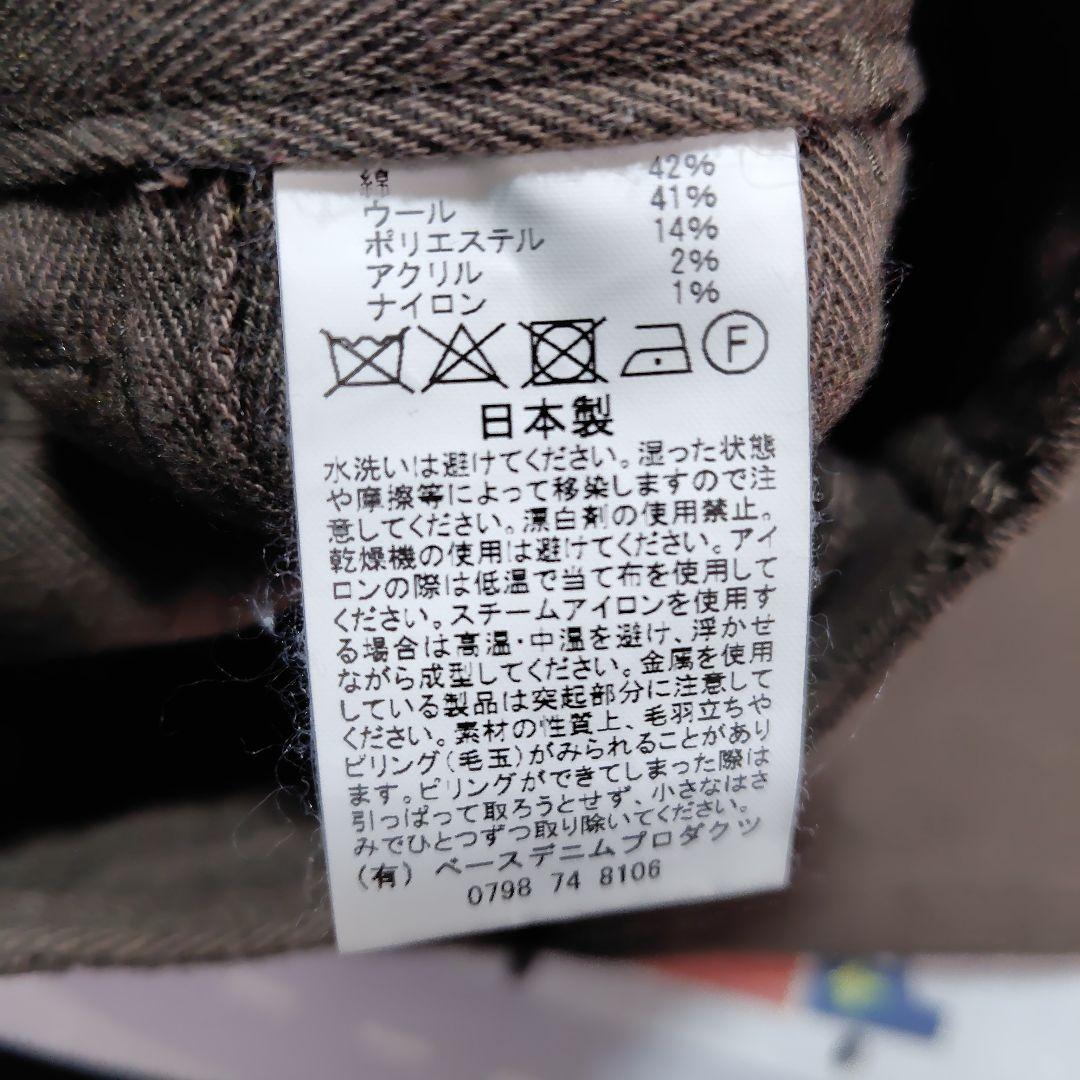 綿 42%
ウール 41%
ポリエステル 14%
アクリル 2%
ナイロン 1%
F
日本製
水洗いは避けてください。湿った状態
や摩擦等によって移染しますので注
意してください。漂白剤の使用禁止。
乾燥機の使用は避けてください。アイ
ロンの際は低温で当て布を使用して
ください。スチームアイロンを使用す
る場合は高温・中温を避け、浮かせ
ながら成型してください。金属を使用
している製品は突起部分に注意して
ください。素材の性質上、毛羽立ちや
ピリング(毛玉)がみられることがあり
ます。ピリングができてしまった際は
引っぱって取ろうとせず、小さなはさ
みでひとつずつ取り除いてください。
(有) ベースデニムプロダクツ
0798 74 8106